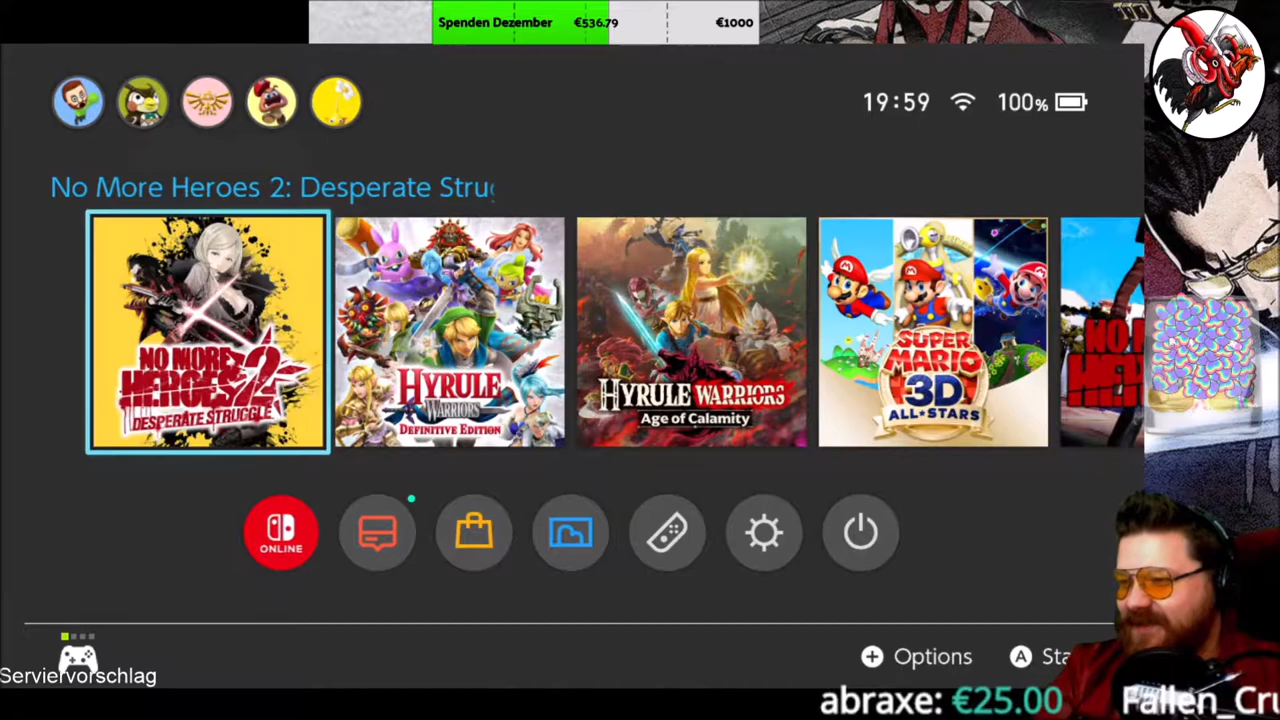 Spenden Dezember €536.79 €1000
19:59 100%
No More Heroes 2: Desperate Stru
NO MORE HEROES 2
DESPERATE STRUGGLE
HYRULE
WARRIORS
DEFINITIVE EDITION
HYRULE WARRIORS
Age of Calamity
SUPER
MARIO
3D
ALL★STARS
ONLINE
Options
Serviervorschlag
abraxe: €25.00 Fallen_Cru